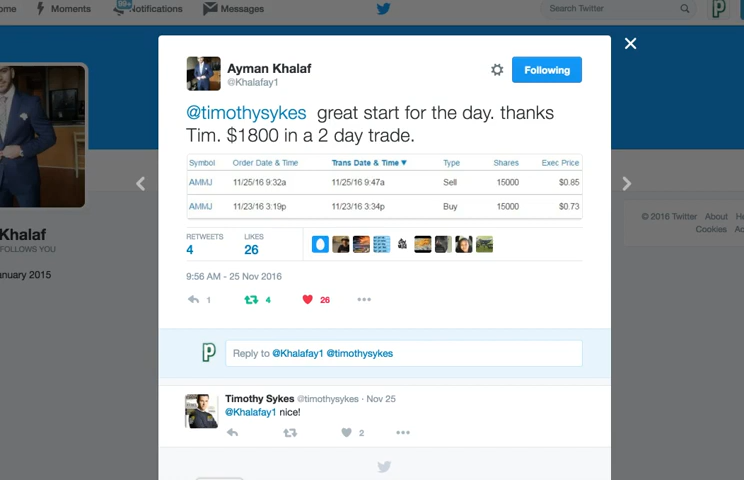 ome Moments 99+ Notifications Messages Search Twitter
Ayman Khalaf
@Khalafay1
Following
@timothysykes great start for the day. thanks
Tim. $1800 in a 2 day trade.
Symbol Order Date & Time Trans Date & Time ▼ Type Shares Exec Price
AMMJ 11/25/16 9:32a 11/25/16 9:47a Sell 15000 $0.85
AMMJ 11/23/16 3:19p 11/23/16 3:34p Buy 15000 $0.73
RETWEETS LIKES
4 26
9:56 AM - 25 Nov 2016
1 4 26
Reply to @Khalafay1 @timothysykes
Timothy Sykes @timothysykes · Nov 25
@Khalafay1 nice!
2
Khalaf
FOLLOWS YOU
anuary 2015
© 2016 Twitter About He
Cookies Ad